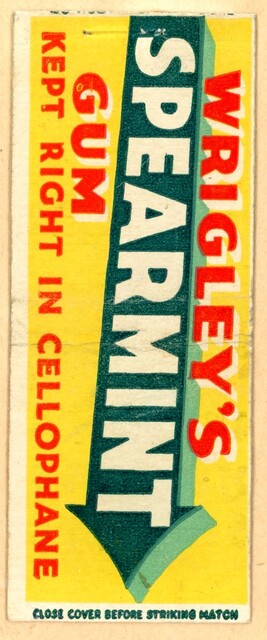 WRIGLEY'S
SPEARMINT
GUM
KEPT RIGHT IN CELLOPHANE
CLOSE COVER BEFORE STRIKING MATCH